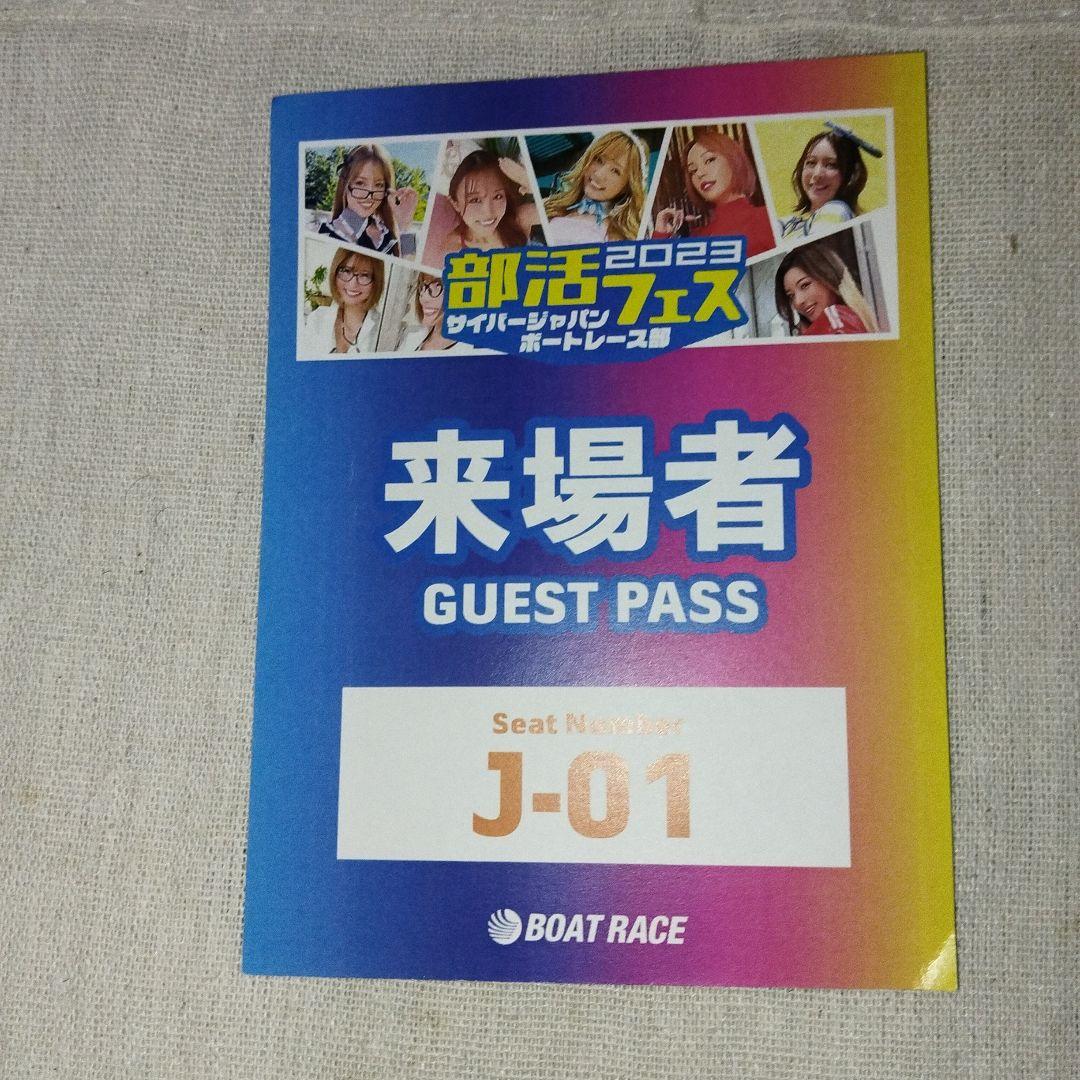 部活フェス2023
サイバージャパン
ボートレース部
来場者
GUEST PASS
Seat Number
J-01
BOAT RACE